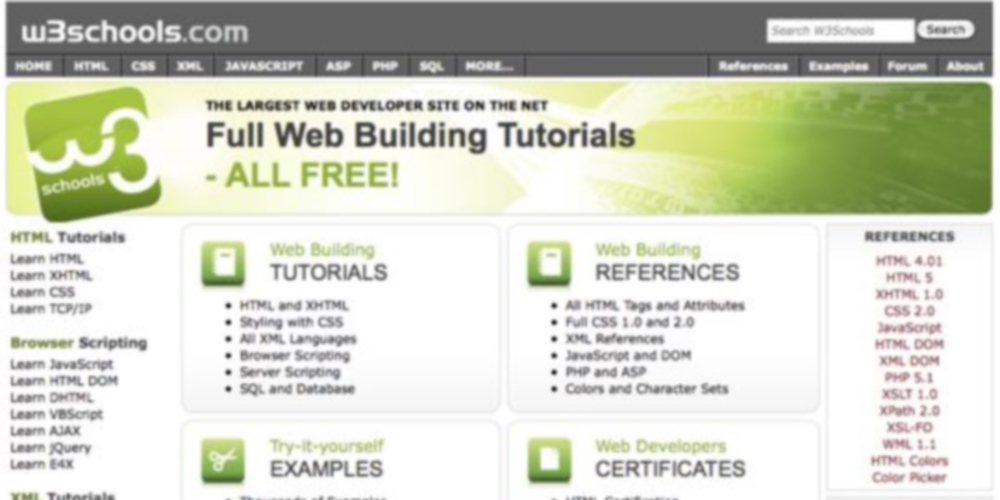 w3schools.com
Search W3Schools
Search
HOME HTML CSS XML JAVASCRIPT ASP PHP SQL MORE... References Examples Forum About
w3
schools
THE LARGEST WEB DEVELOPER SITE ON THE NET
Full Web Building Tutorials
- ALL FREE!
HTML Tutorials
Learn HTML
Learn XHTML
Learn CSS
Learn TCP/IP
Browser Scripting
Learn JavaScript
Learn HTML DOM
Learn DHTML
Learn VBScript
Learn AJAX
Learn jQuery
Learn E4X
XML Tutorials
Web Building
TUTORIALS
• HTML and XHTML
• Styling with CSS
• All XML Languages
• Browser Scripting
• Server Scripting
• SQL and Database
Web Building
REFERENCES
• All HTML Tags and Attributes
• Full CSS 1.0 and 2.0
• XML References
• JavaScript and DOM
• PHP and ASP
• Colors and Character Sets
Try-it-yourself
EXAMPLES
• Thousands of Examples
Web Developers
CERTIFICATES
• HTML Certification
REFERENCES
HTML 4.01
HTML 5
XHTML 1.0
CSS 2.0
JavaScript
HTML DOM
XML DOM
PHP 5.1
XSLT 1.0
XPath 2.0
XSL-FO
WML 1.1
HTML Colors
Color Picker